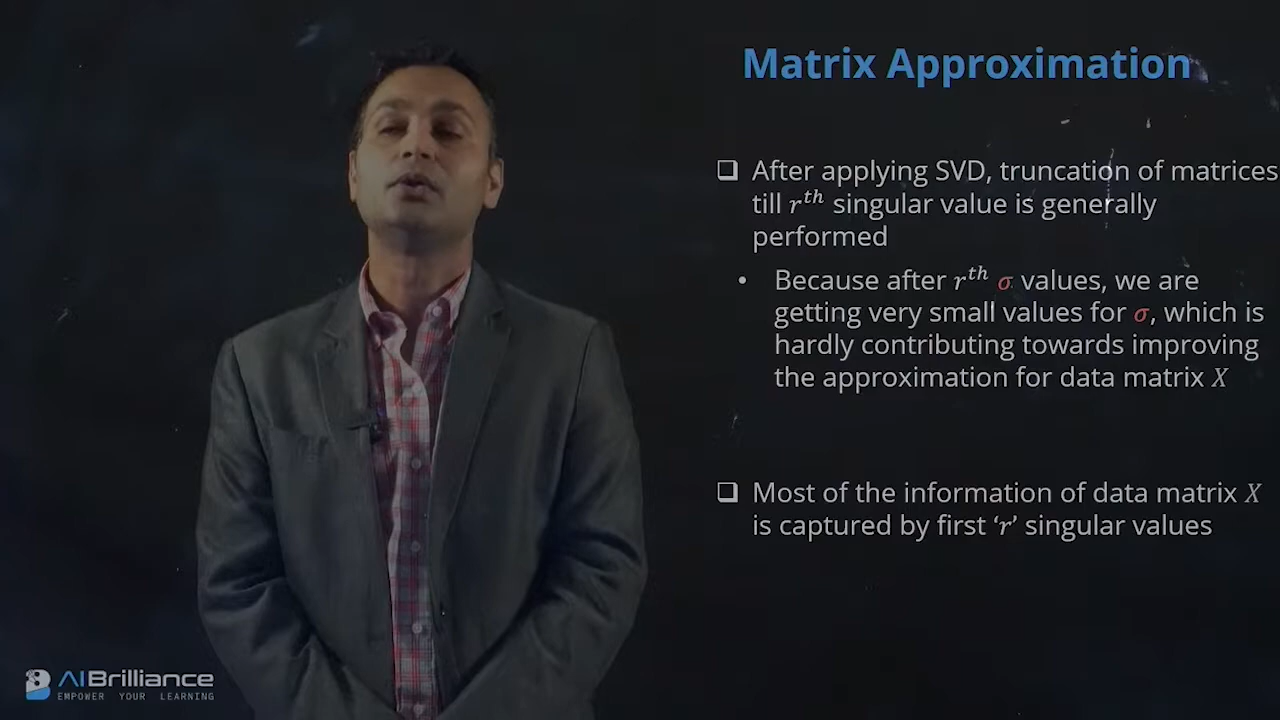 Matrix Approximation
❑ After applying SVD, truncation of matrices
till r^th singular value is generally
performed
• Because after r^th σ values, we are
getting very small values for σ, which is
hardly contributing towards improving
the approximation for data matrix X
❑ Most of the information of data matrix X
is captured by first ‘r’ singular values
AIBrilliance
EMPOWER YOUR LEARNING